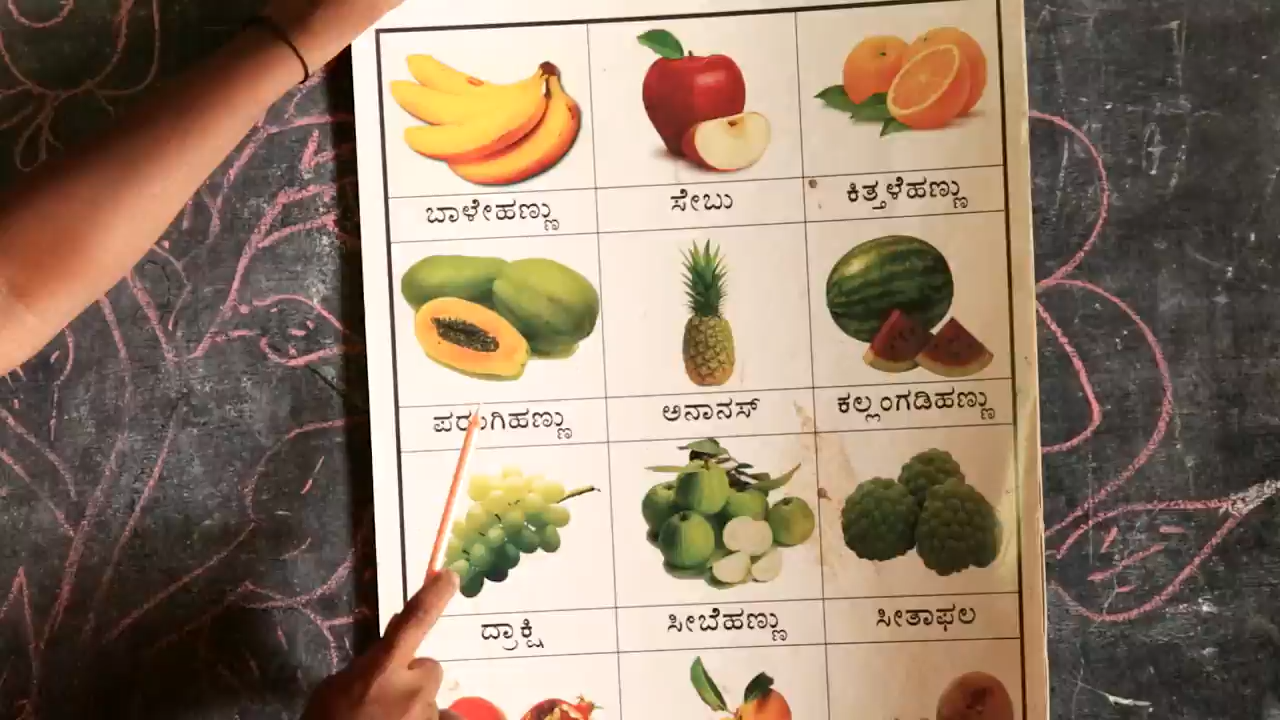 ಬಾಳೇಹಣ್ಣು
ಸೇಬು
ಕಿತ್ತಳೆಹಣ್ಣು
ಪರಂಗಿಹಣ್ಣು
ಅನಾನಸ್
ಕಲ್ಲಂಗಡಿಹಣ್ಣು
ದ್ರಾಕ್ಷಿ
ಸೀಬೆಹಣ್ಣು
ಸೀತಾಫಲ